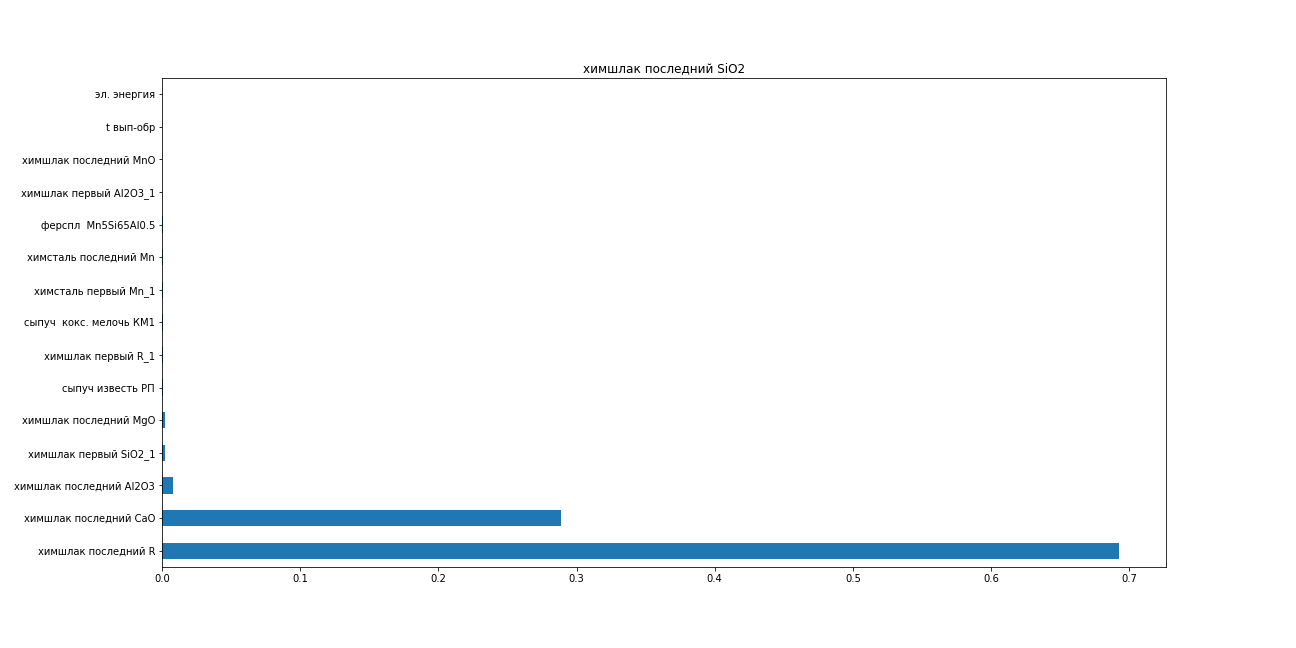 химшлак последний SiO2
эл. энергия
t вып-обр
химшлак последний MnO
химшлак первый Al2O3_1
ферспл  Mn5Si65Al0.5
химсталь последний Mn
химсталь первый Mn_1
сыпуч  кокс. мелочь КМ1
химшлак первый R_1
сыпуч известь РП
химшлак последний MgO
химшлак первый SiO2_1
химшлак последний Al2O3
химшлак последний CaO
химшлак последний R
0.0 0.1 0.2 0.3 0.4 0.5 0.6 0.7